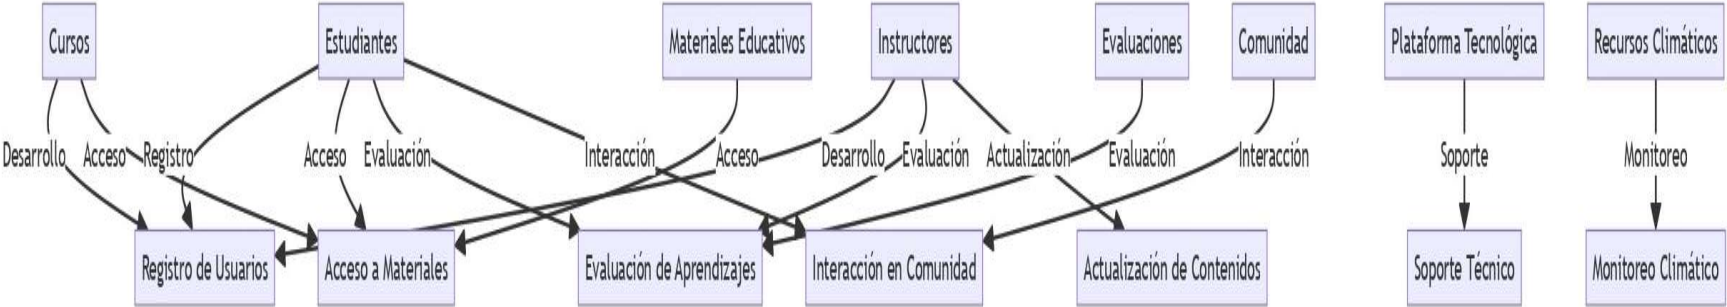 Cursos
Estudiantes
Materiales Educativos
Instructores
Evaluaciones
Comunidad
Plataforma Tecnológica
Recursos Climáticos
Desarrollo
Acceso
Registro
Acceso
Evaluación
Interacción
Acceso
Desarrollo
Evaluación
Actualización
Evaluación
Interacción
Soporte
Monitoreo
Registro de Usuarios
Acceso a Materiales
Evaluación de Aprendizajes
Interacción en Comunidad
Actualización de Contenidos
Soporte Técnico
Monitoreo Climático